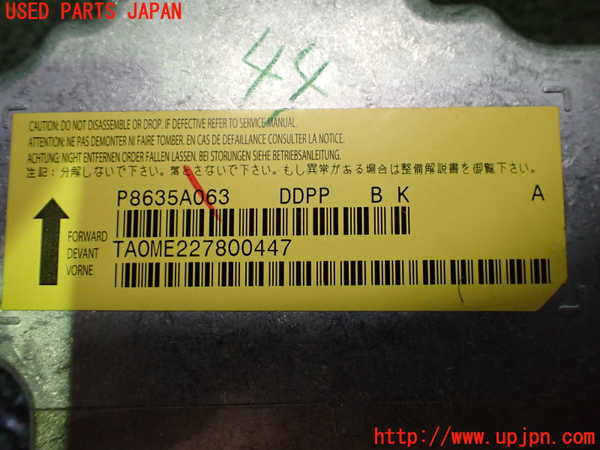 USED PARTS JAPAN
44
CAUTION: DO NOT DISASSEMBLE OR DROP. IF DEFECTIVE REFER TO SERVICE MANUAL.
ATTENTION: NE PAS DEMONTER NI FAIRE TOMBER. EN CAS DE DEFAILLANCE CONSULTER LA NOTICE.
ACHTUNG: NIGHT ENTFERNEN ORDER FALLEN LASSEN. BEI STORUNGEN SIEHE BETRIEBSANLEITUNG.
注記：分解しないで下さい。落とさないで下さい。もし異常がある場合は整備解説書を御覧下さい。
P8635A063 DDPP B K A
FORWARD
DEVANT
VORNE
TA0ME227800447
http://www.upjpn.com/